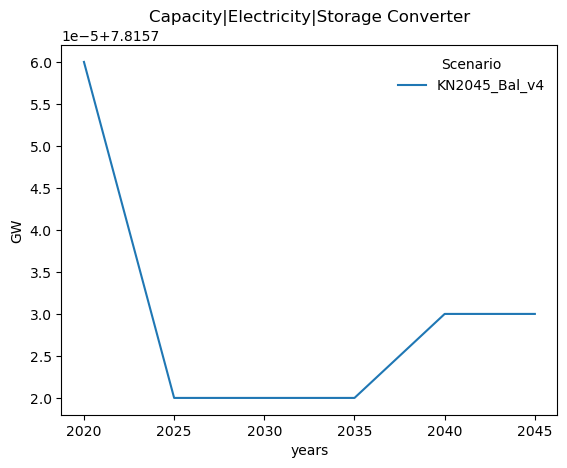 Capacity|Electricity|Storage Converter
1e−5+7.8157
6.0
5.5
5.0
4.5
4.0
3.5
3.0
2.5
2.0
GW
Scenario
KN2045_Bal_v4
2020 2025 2030 2035 2040 2045
years